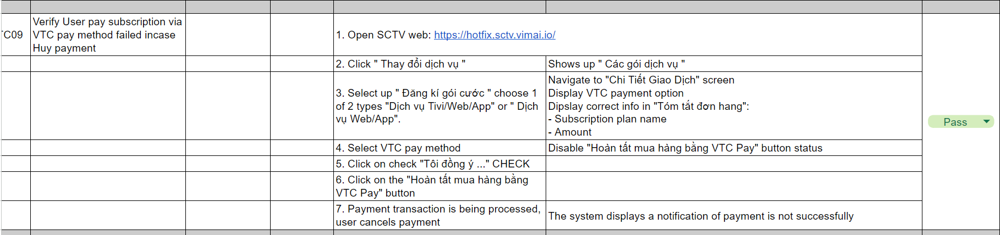 TC09
Verify User pay subscription via
VTC pay method failed incase
Huy payment
1. Open SCTV web: https://hotfix.sctv.vimai.io/
2. Click " Thay đổi dịch vụ "
Shows up " Các gói dịch vụ "
3. Select up " Đăng kí gói cước " choose 1
of 2 types "Dịch vụ Tivi/Web/App" or " Dịch
vụ Web/App".
Navigate to "Chi Tiết Giao Dịch" screen
Display VTC payment option
Dipslay correct info in "Tóm tắt đơn hang":
- Subscription plan name
- Amount
Pass
4. Select VTC pay method
Disable "Hoàn tất mua hàng bằng VTC Pay" button status
5. Click on check "Tôi đồng ý ..." CHECK
6. Click on the "Hoàn tất mua hàng bằng
VTC Pay" button
7. Payment transaction is being processed,
user cancels payment
The system displays a notification of payment is not successfully